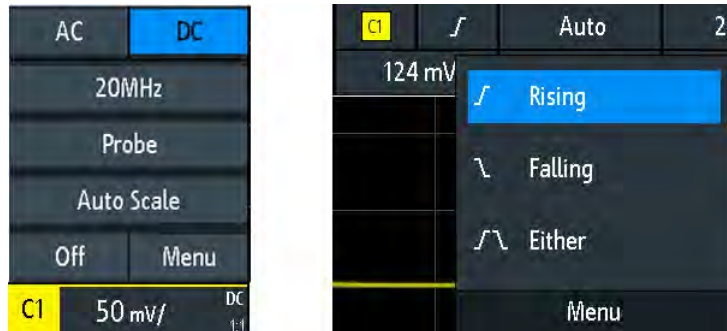 AC DC
20MHz
Probe
Auto Scale
Off Menu
C1 50 mV/ DC 1:1
C1 Auto 2
124 mV
Rising
Falling
Either
Menu